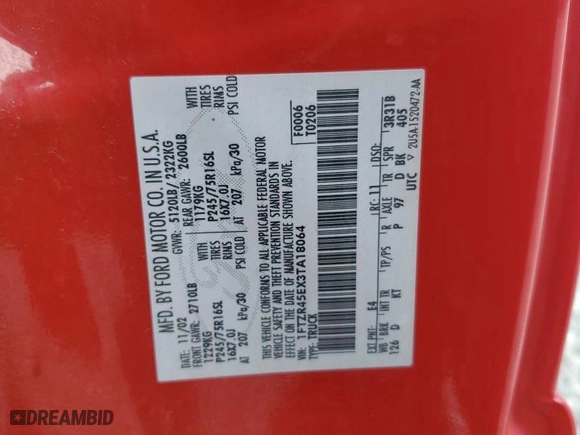 MFD. BY FORD MOTOR CO. IN U.S.A.
DATE: 11/02 GVWR: 5120LB/ 2322KG
FRONT GAWR: 2710LB REAR GAWR: 2600LB
1229KG WITH 1179KG WITH
P245/75R16SL TIRES P245/75R16SL TIRES
16X7.0J RIMS 16X7.0J RIMS
AT 207 kPa/30 PSI COLD AT 207 kPa/30 PSI COLD
THIS VEHICLE CONFORMS TO ALL APPLICABLE FEDERAL MOTOR
VEHICLE SAFETY AND THEFT PREVENTION STANDARDS IN
EFFECT ON THE DATE OF MANUFACTURE SHOWN ABOVE.
VIN: 1FTZR45EX3TA18064
TYPE: TRUCK
F0006
T0206
EXT PNT: E4 RC: 11 DSO:
WB BRK INT TR TP/PS R AXLE TR SPR 3R31B
126 D KT P 97 D BK 405
UTC ▽ 2U5A-1520472-AA
DREAMBID